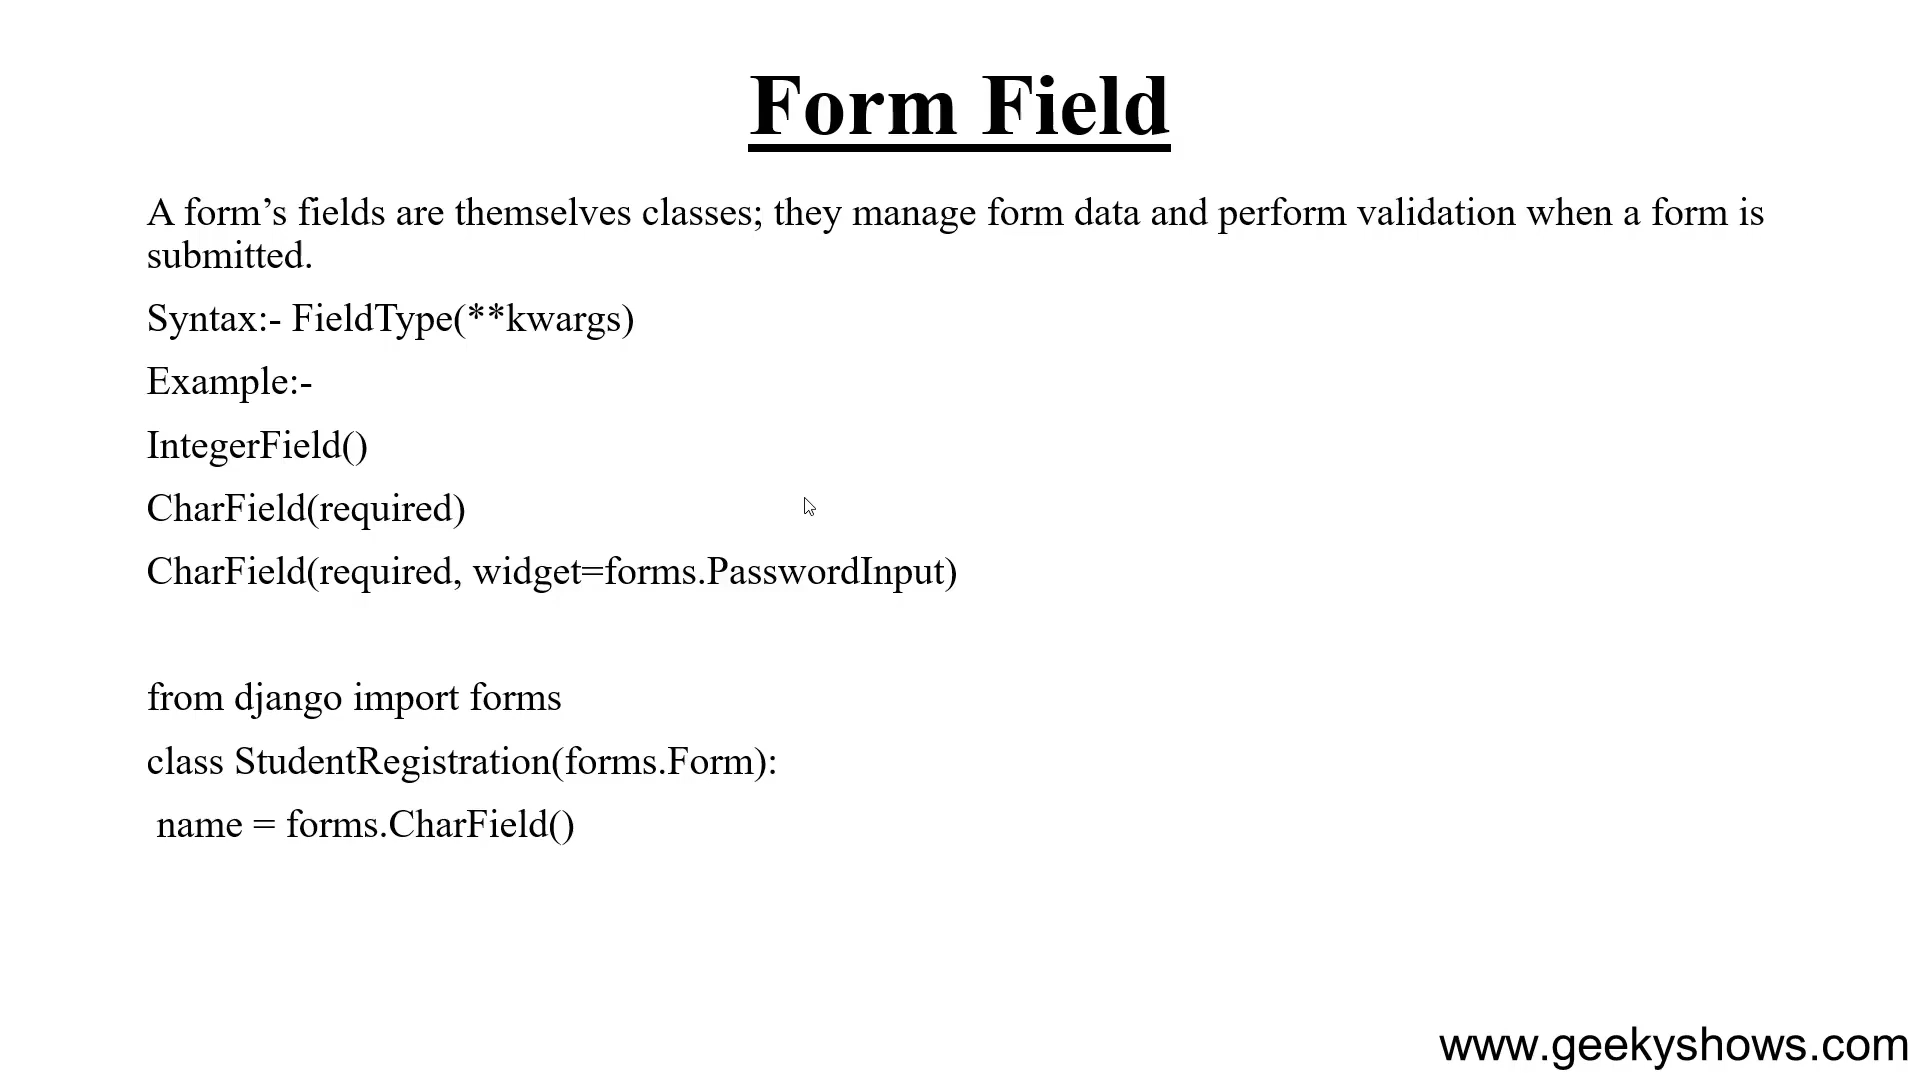 Form Field
A form’s fields are themselves classes; they manage form data and perform validation when a form is
submitted.
Syntax:- FieldType(**kwargs)
Example:-
IntegerField()
CharField(required)
CharField(required, widget=forms.PasswordInput)
from django import forms
class StudentRegistration(forms.Form):
name = forms.CharField()
www.geekyshows.com